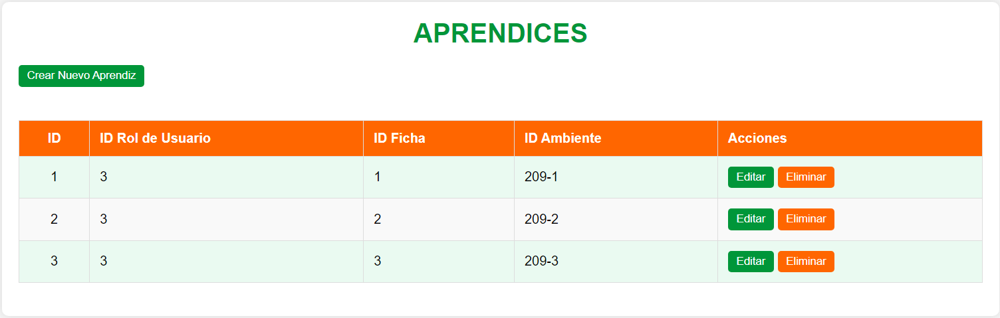 APRENDICES
Crear Nuevo Aprendiz
ID ID Rol de Usuario ID Ficha ID Ambiente Acciones
1 3 1 209-1 Editar Eliminar
2 3 2 209-2 Editar Eliminar
3 3 3 209-3 Editar Eliminar